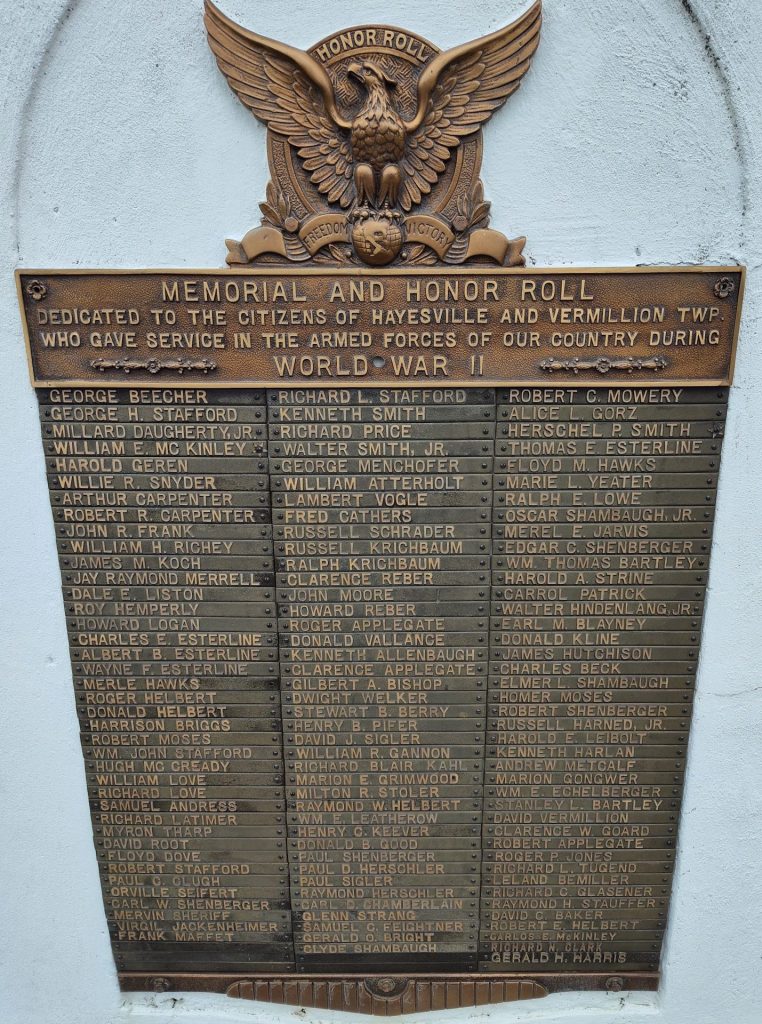 HONOR ROLL
FREEDOM VICTORY
MEMORIAL AND HONOR ROLL
DEDICATED TO THE CITIZENS OF HAYESVILLE AND VERMILLION TWP.
WHO GAVE SERVICE IN THE ARMED FORCES OF OUR COUNTRY DURING
WORLD WAR II
GEORGE BEECHER
GEORGE H. STAFFORD
MILLARD DAUGHERTY, JR.
WILLIAM E. MC KINLEY
HAROLD GEREN
WILLIE R. SNYDER
ARTHUR CARPENTER
ROBERT R. CARPENTER
JOHN R. FRANK
WILLIAM H. RICHEY
JAMES M. KOCH
JAY RAYMOND MERRELL
DALE E. LISTON
ROY HEMPERLY
HOWARD LOGAN
CHARLES E. ESTERLINE
ALBERT B. ESTERLINE
WAYNE F. ESTERLINE
MERLE HAWKS
ROGER HELBERT
DONALD HELBERT
HARRISON BRIGGS
ROBERT MOSES
WM. JOHN STAFFORD
HUGH MC CREADY
WILLIAM LOVE
RICHARD LOVE
SAMUEL ANDRESS
RICHARD LATIMER
MYRON THARP
DAVID ROOT
FLOYD DOVE
ROBERT STAFFORD
PAUL C. CLUGH
ORVILLE SEIFERT
CARL W. SHENBERGER
MERVIN SHERIFF
VIRGIL JACKENHEIMER
FRANK MAFFET
RICHARD L. STAFFORD
KENNETH SMITH
RICHARD PRICE
WALTER SMITH, JR.
GEORGE MENCHOFER
WILLIAM ATTERHOLT
LAMBERT VOGLE
FRED CATHERS
RUSSELL SCHRADER
RUSSELL KRICHBAUM
RALPH KRICHBAUM
CLARENCE REBER
JOHN MOORE
HOWARD REBER
ROGER APPLEGATE
DONALD VALLANCE
KENNETH ALLENBAUGH
CLARENCE APPLEGATE
GILBERT A. BISHOP
DWIGHT WELKER
STEWART B. BERRY
HENRY B. PIFER
DAVID L. SIGLER
WILLIAM R. GANNON
RICHARD BLAIR KAHL
MARION E. GRIMWOOD
MILTON R. STOLER
RAYMOND W. HELBERT
WM. E. LEATHEROW
HENRY C. KEEVER
DONALD B. GOOD
PAUL SHENBERGER
PAUL D. HERSCHLER
PAUL SIGLER
RAYMOND HERSCHLER
CARL D. CHAMBERLAIN
GLENN STRANG
SAMUEL C. FEIGHTNER
GERALD O. BRIGHT
CLYDE SHAMBAUGH
ROBERT C. MOWERY
ALICE L. GORZ
HERSCHEL P. SMITH
THOMAS E. ESTERLINE
FLOYD M. HAWKS
MARIE L. YEATER
RALPH E. LOWE
OSCAR SHAMBAUGH, JR.
MEREL E. JARVIS
EDGAR C. SHENBERGER
WM. THOMAS BARTLEY
HAROLD A. STRINE
CARROL PATRICK
WALTER HINDENLANG, JR.
EARL M. BLAYNEY
DONALD KLINE
JAMES HUTCHISON
CHARLES BECK
ELMER L. SHAMBAUGH
HOMER MOSES
ROBERT SHENBERGER
RUSSELL HARNED, JR.
HAROLD E. LEIBOLT
KENNETH HARLAN
ANDREW METCALF
MARION GONGWER
WM. E. ECHELBERGER
STANLEY L. BARTLEY
DAVID VERMILLION
CLARENCE W. GOARD
ROBERT APPLEGATE
ROGER P. JONES
RICHARD L. TUGEND
LELAND BEMILLER
RICHARD C. GLASENER
RAYMOND H. STAUFFER
DAVID C. BAKER
ROBERT E. HELBERT
CARLOS E. McKINLEY
RICHARD N. CLARK
GERALD H. HARRIS